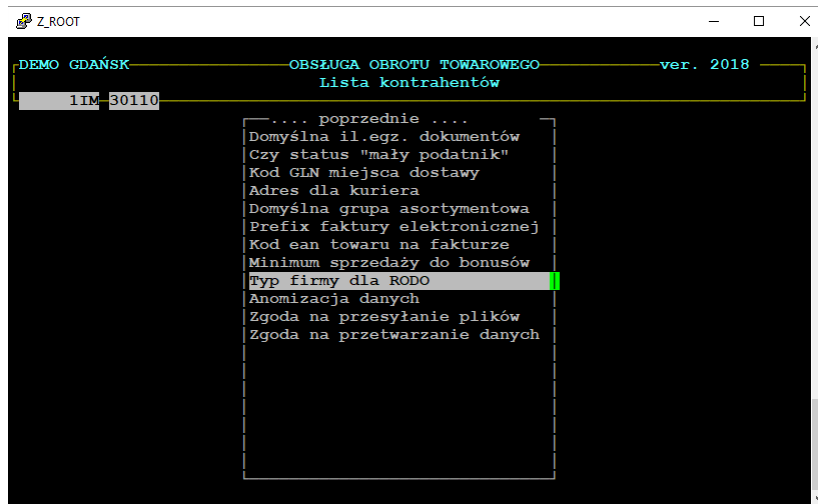 Z_ROOT
DEMO GDAŃSK OBSŁUGA OBROTU TOWAROWEGO ver. 2018
Lista kontrahentów
1IM 30110
.... poprzednie ....
Domyślna il.egz. dokumentów
Czy status "mały podatnik"
Kod GLN miejsca dostawy
Adres dla kuriera
Domyślna grupa asortymentowa
Prefix faktury elektronicznej
Kod ean towaru na fakturze
Minimum sprzedaży do bonusów
Typ firmy dla RODO
Anomizacja danych
Zgoda na przesyłanie plików
Zgoda na przetwarzanie danych